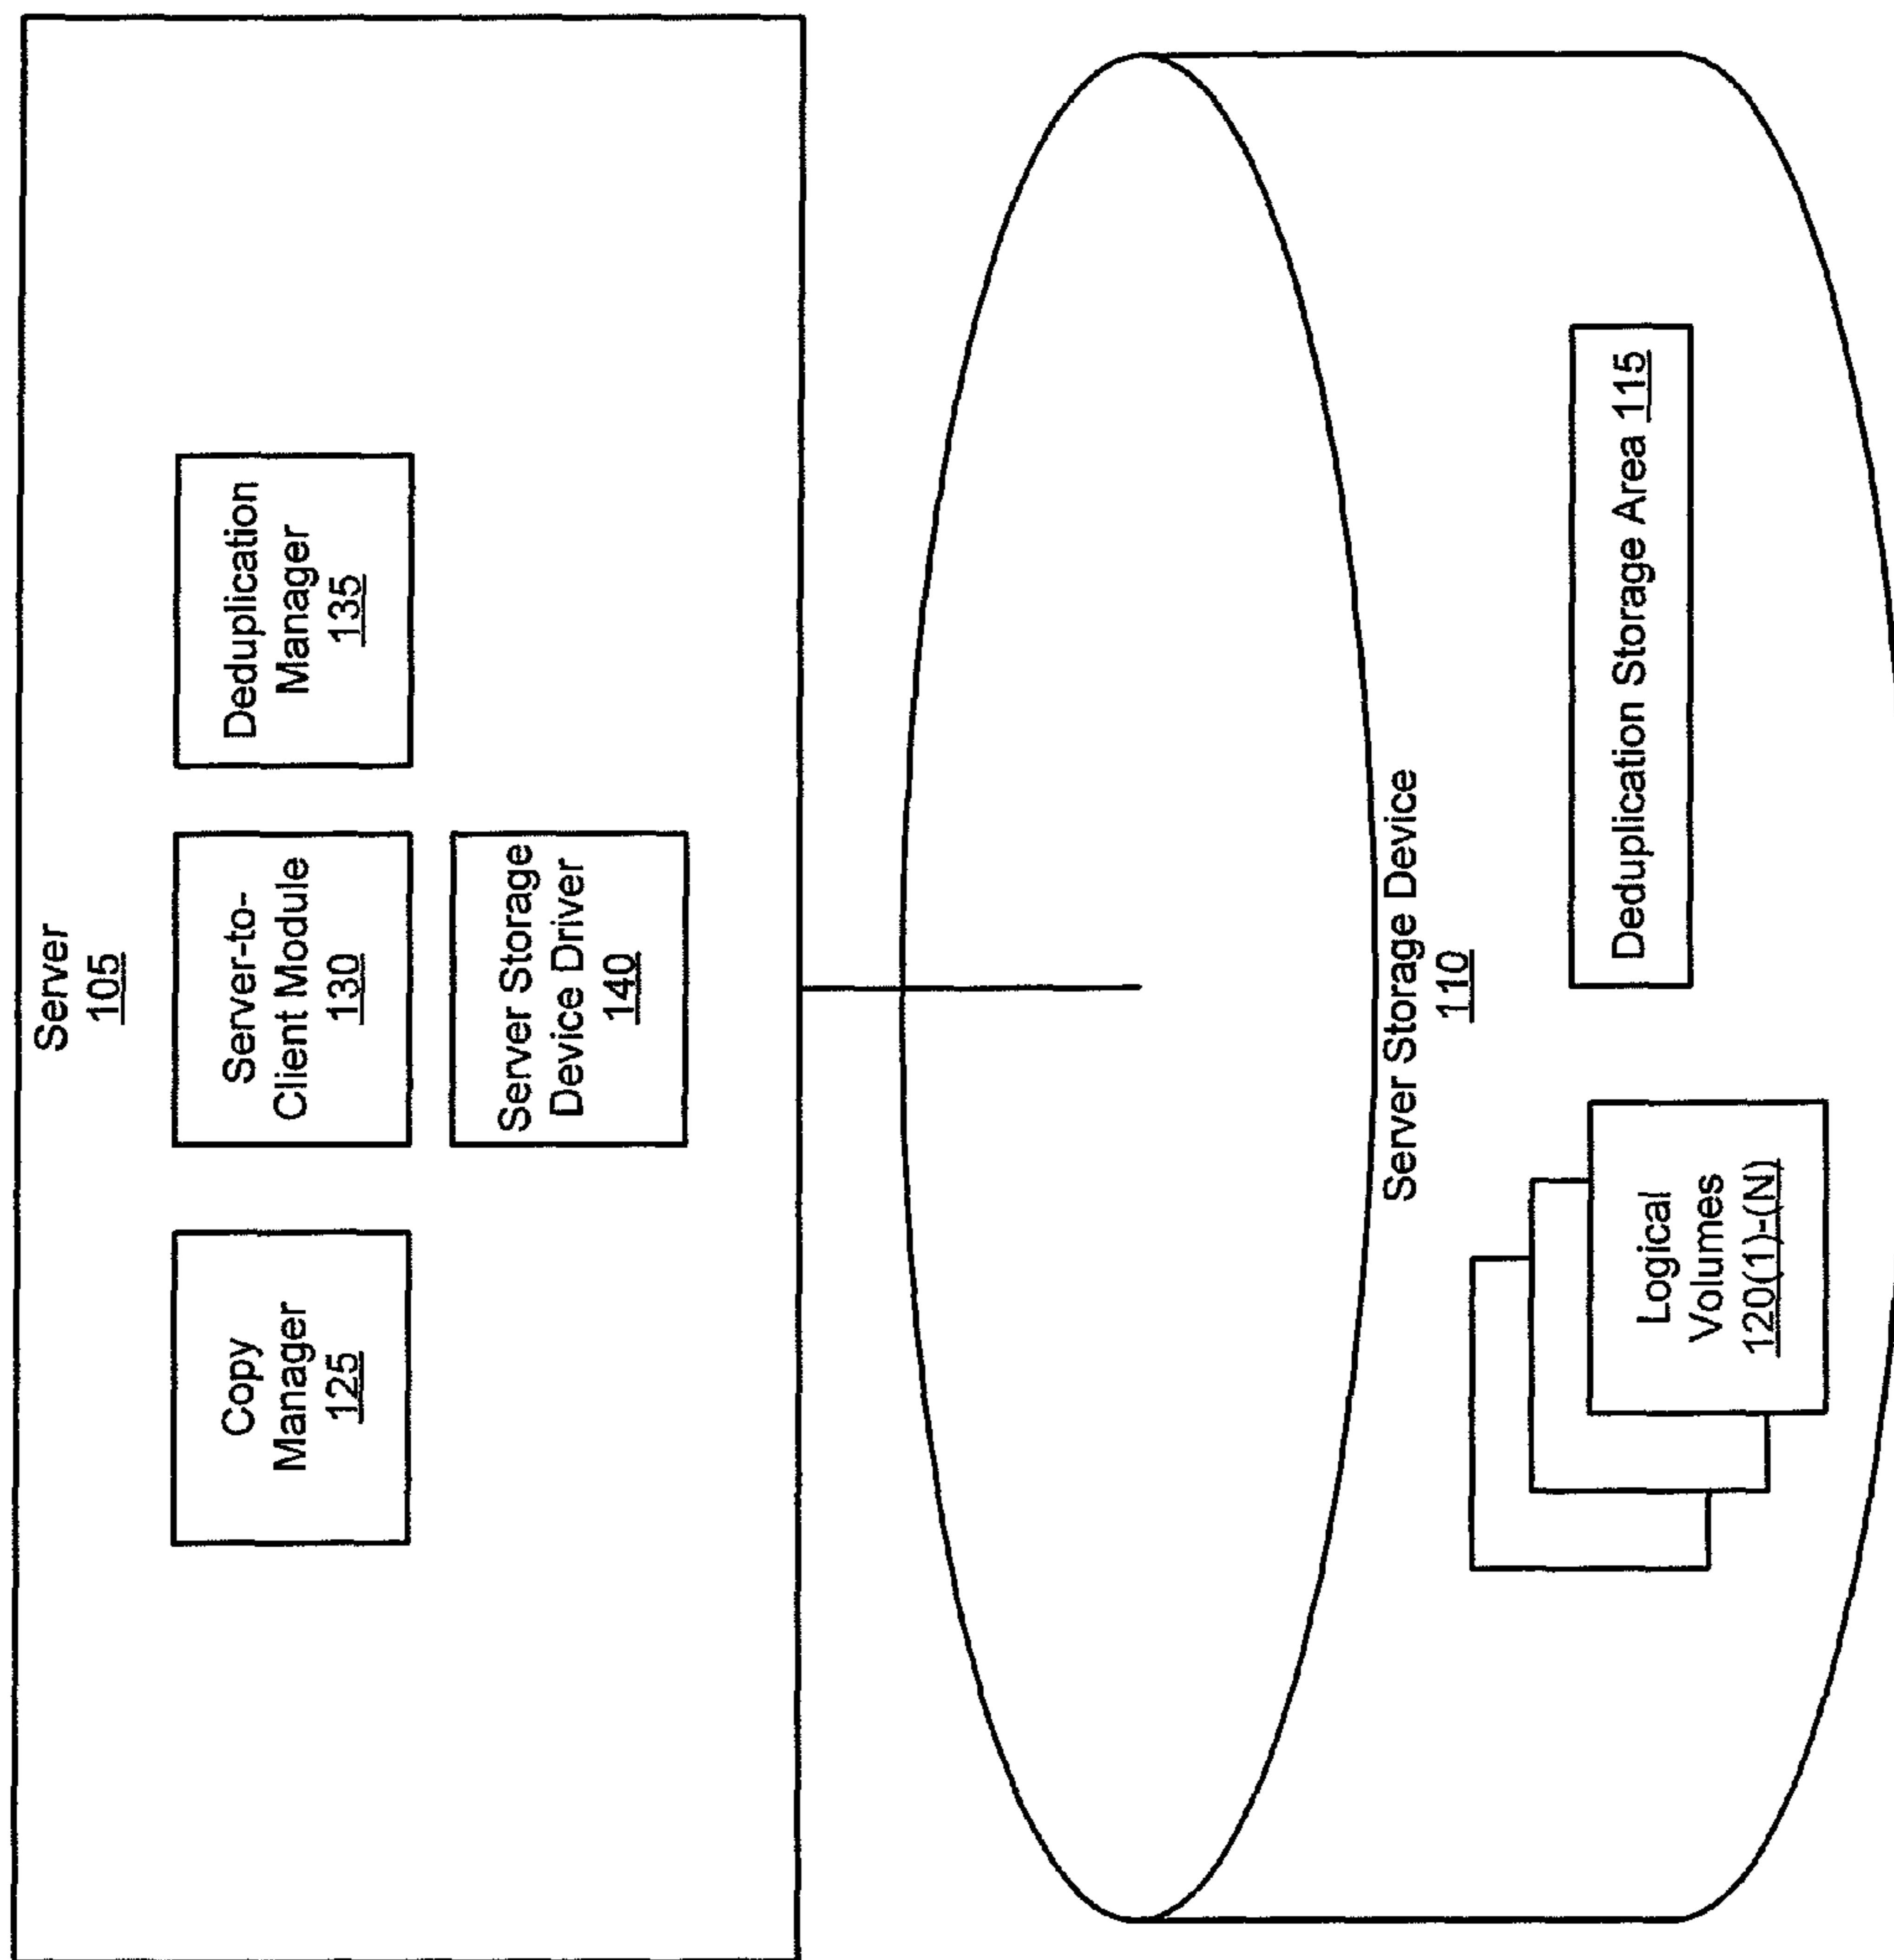 Server
105
Copy
Manager
125
Server-to-
Client Module
130
Deduplication
Manager
135
Server Storage
Device Driver
140
Server Storage Device
110
Logical
Volumes
120(1)-(N)
Deduplication Storage Area 115